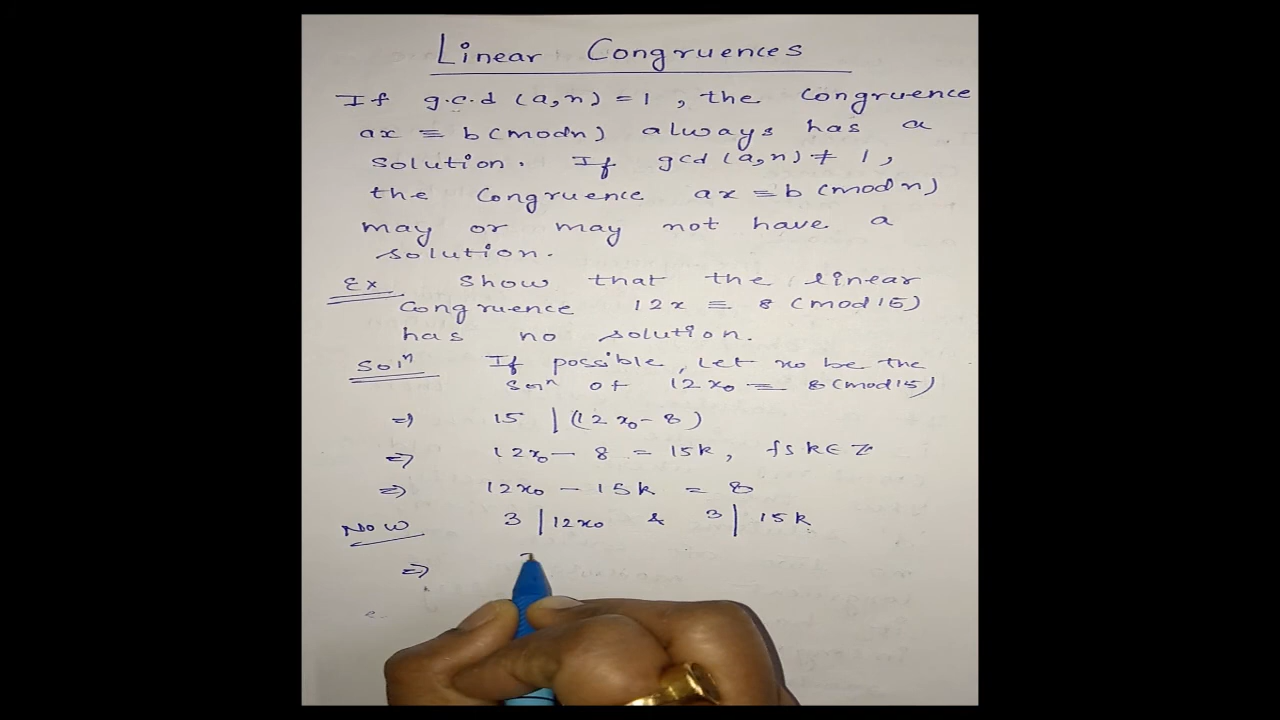 Linear Congruences
If g.c.d (a,n) = 1, the congruence
ax ≡ b (mod n) always has a
solution. If gcd (a,n) ≠ 1,
the congruence ax ≡ b (mod n)
may or may not have a
solution.
Ex Show that the linear
congruence 12x ≡ 8 (mod 15)
has no solution.
Solⁿ If possible, Let x₀ be the
solⁿ of 12x₀ ≡ 8 (mod 15)
⇒ 15 | (12x₀ - 8)
⇒ 12x₀ - 8 = 15k, fs k ∈ Z
⇒ 12x₀ - 15k = 8
Now 3 | 12x₀ & 3 | 15k
⇒